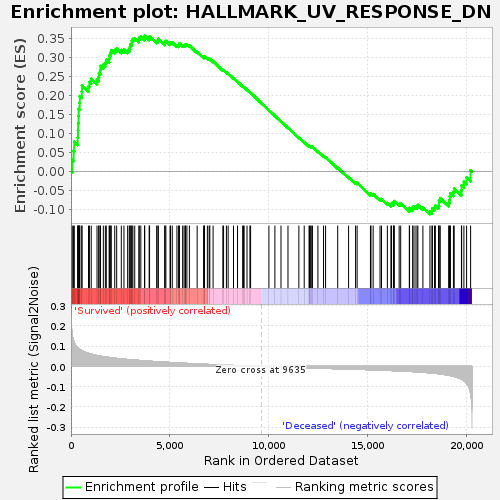 Enrichment plot: HALLMARK_UV_RESPONSE_DN
Enrichment score (ES)
0.35
0.30
0.25
0.20
0.15
0.10
0.05
0.00
-0.05
-0.10
Ranked list metric (Signal2Noise)
0.3
0.2
0.1
0.0
-0.1
-0.2
-0.3
'Survived' (positively correlated)
Zero cross at 9635
'Deceased' (negatively correlated)
0
5,000
10,000
15,000
20,000
Rank in Ordered Dataset
Enrichment profile
Hits
Ranking metric scores